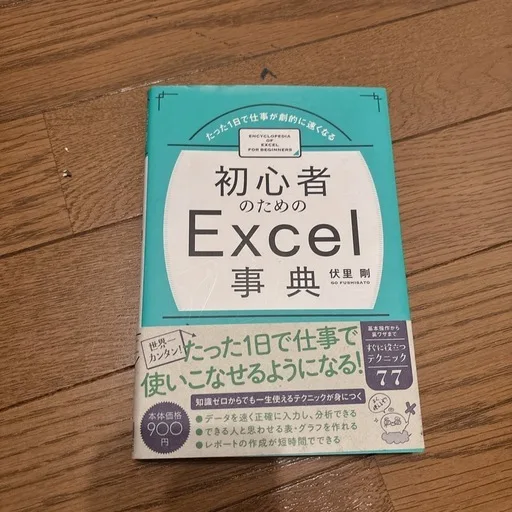 たった1日で仕事が劇的に速くなる
ENCYCLOPEDIA
OF
EXCEL
FOR BEGINNERS
初心者
のための
Excel
事典
伏里 剛
GO FUSHISATO
世界一
カンタン!
たった1日で仕事で
使いこなせるようになる!
基本操作から
裏ワザまで
すぐに役立つ
テクニック
77
知識ゼロからでも一生使えるテクニックが身につく
●データを速く正確に入力し、分析できる
●できる人と思わせる表・グラフを作れる
●レポートの作成が短時間でできる
本体価格
900円